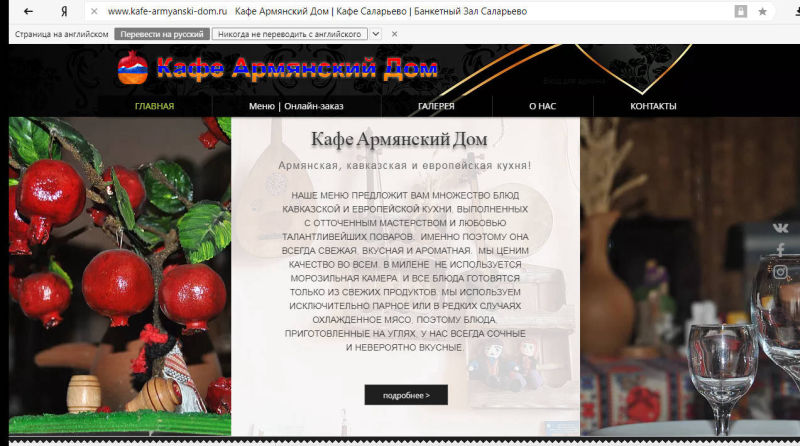 Я www.kafe-armyanski-dom.ru Кафе Армянский Дом | Кафе Саларьево | Банкетный Зал Саларьево
Страница на английском Перевести на русский Никогда не переводить с английского
Кафе Армянский Дом
ГЛАВНАЯ Меню | Онлайн-заказ ГАЛЕРЕЯ О НАС КОНТАКТЫ
Кафе Армянский Дом
Армянская, кавказская и европейская кухня!
НАШЕ МЕНЮ ПРЕДЛОЖИТ ВАМ МНОЖЕСТВО БЛЮД
КАВКАЗСКОЙ И ЕВРОПЕЙСКОЙ КУХНИ, ВЫПОЛНЕННЫХ
С ОТТОЧЕННЫМ МАСТЕРСТВОМ И ЛЮБОВЬЮ
ТАЛАНТЛИВЕЙШИХ ПОВАРОВ. ИМЕННО ПОЭТОМУ ОНА
ВСЕГДА СВЕЖАЯ, ВКУСНАЯ И АРОМАТНАЯ. МЫ ЦЕНИМ
КАЧЕСТВО ВО ВСЕМ. В МИЛЕНЕ НЕ ИСПОЛЬЗУЕТСЯ
МОРОЗИЛЬНАЯ КАМЕРА, И ВСЕ БЛЮДА ГОТОВЯТСЯ
ТОЛЬКО ИЗ СВЕЖИХ ПРОДУКТОВ. МЫ ИСПОЛЬЗУЕМ
ИСКЛЮЧИТЕЛЬНО ПАРНОЕ ИЛИ В РЕДКИХ СЛУЧАЯХ
ОХЛАЖДЕННОЕ МЯСО, ПОЭТОМУ БЛЮДА,
ПРИГОТОВЛЕННЫЕ НА УГЛЯХ, У НАС ВСЕГДА СОЧНЫЕ
И НЕВЕРОЯТНО ВКУСНЫЕ.
подробнее >